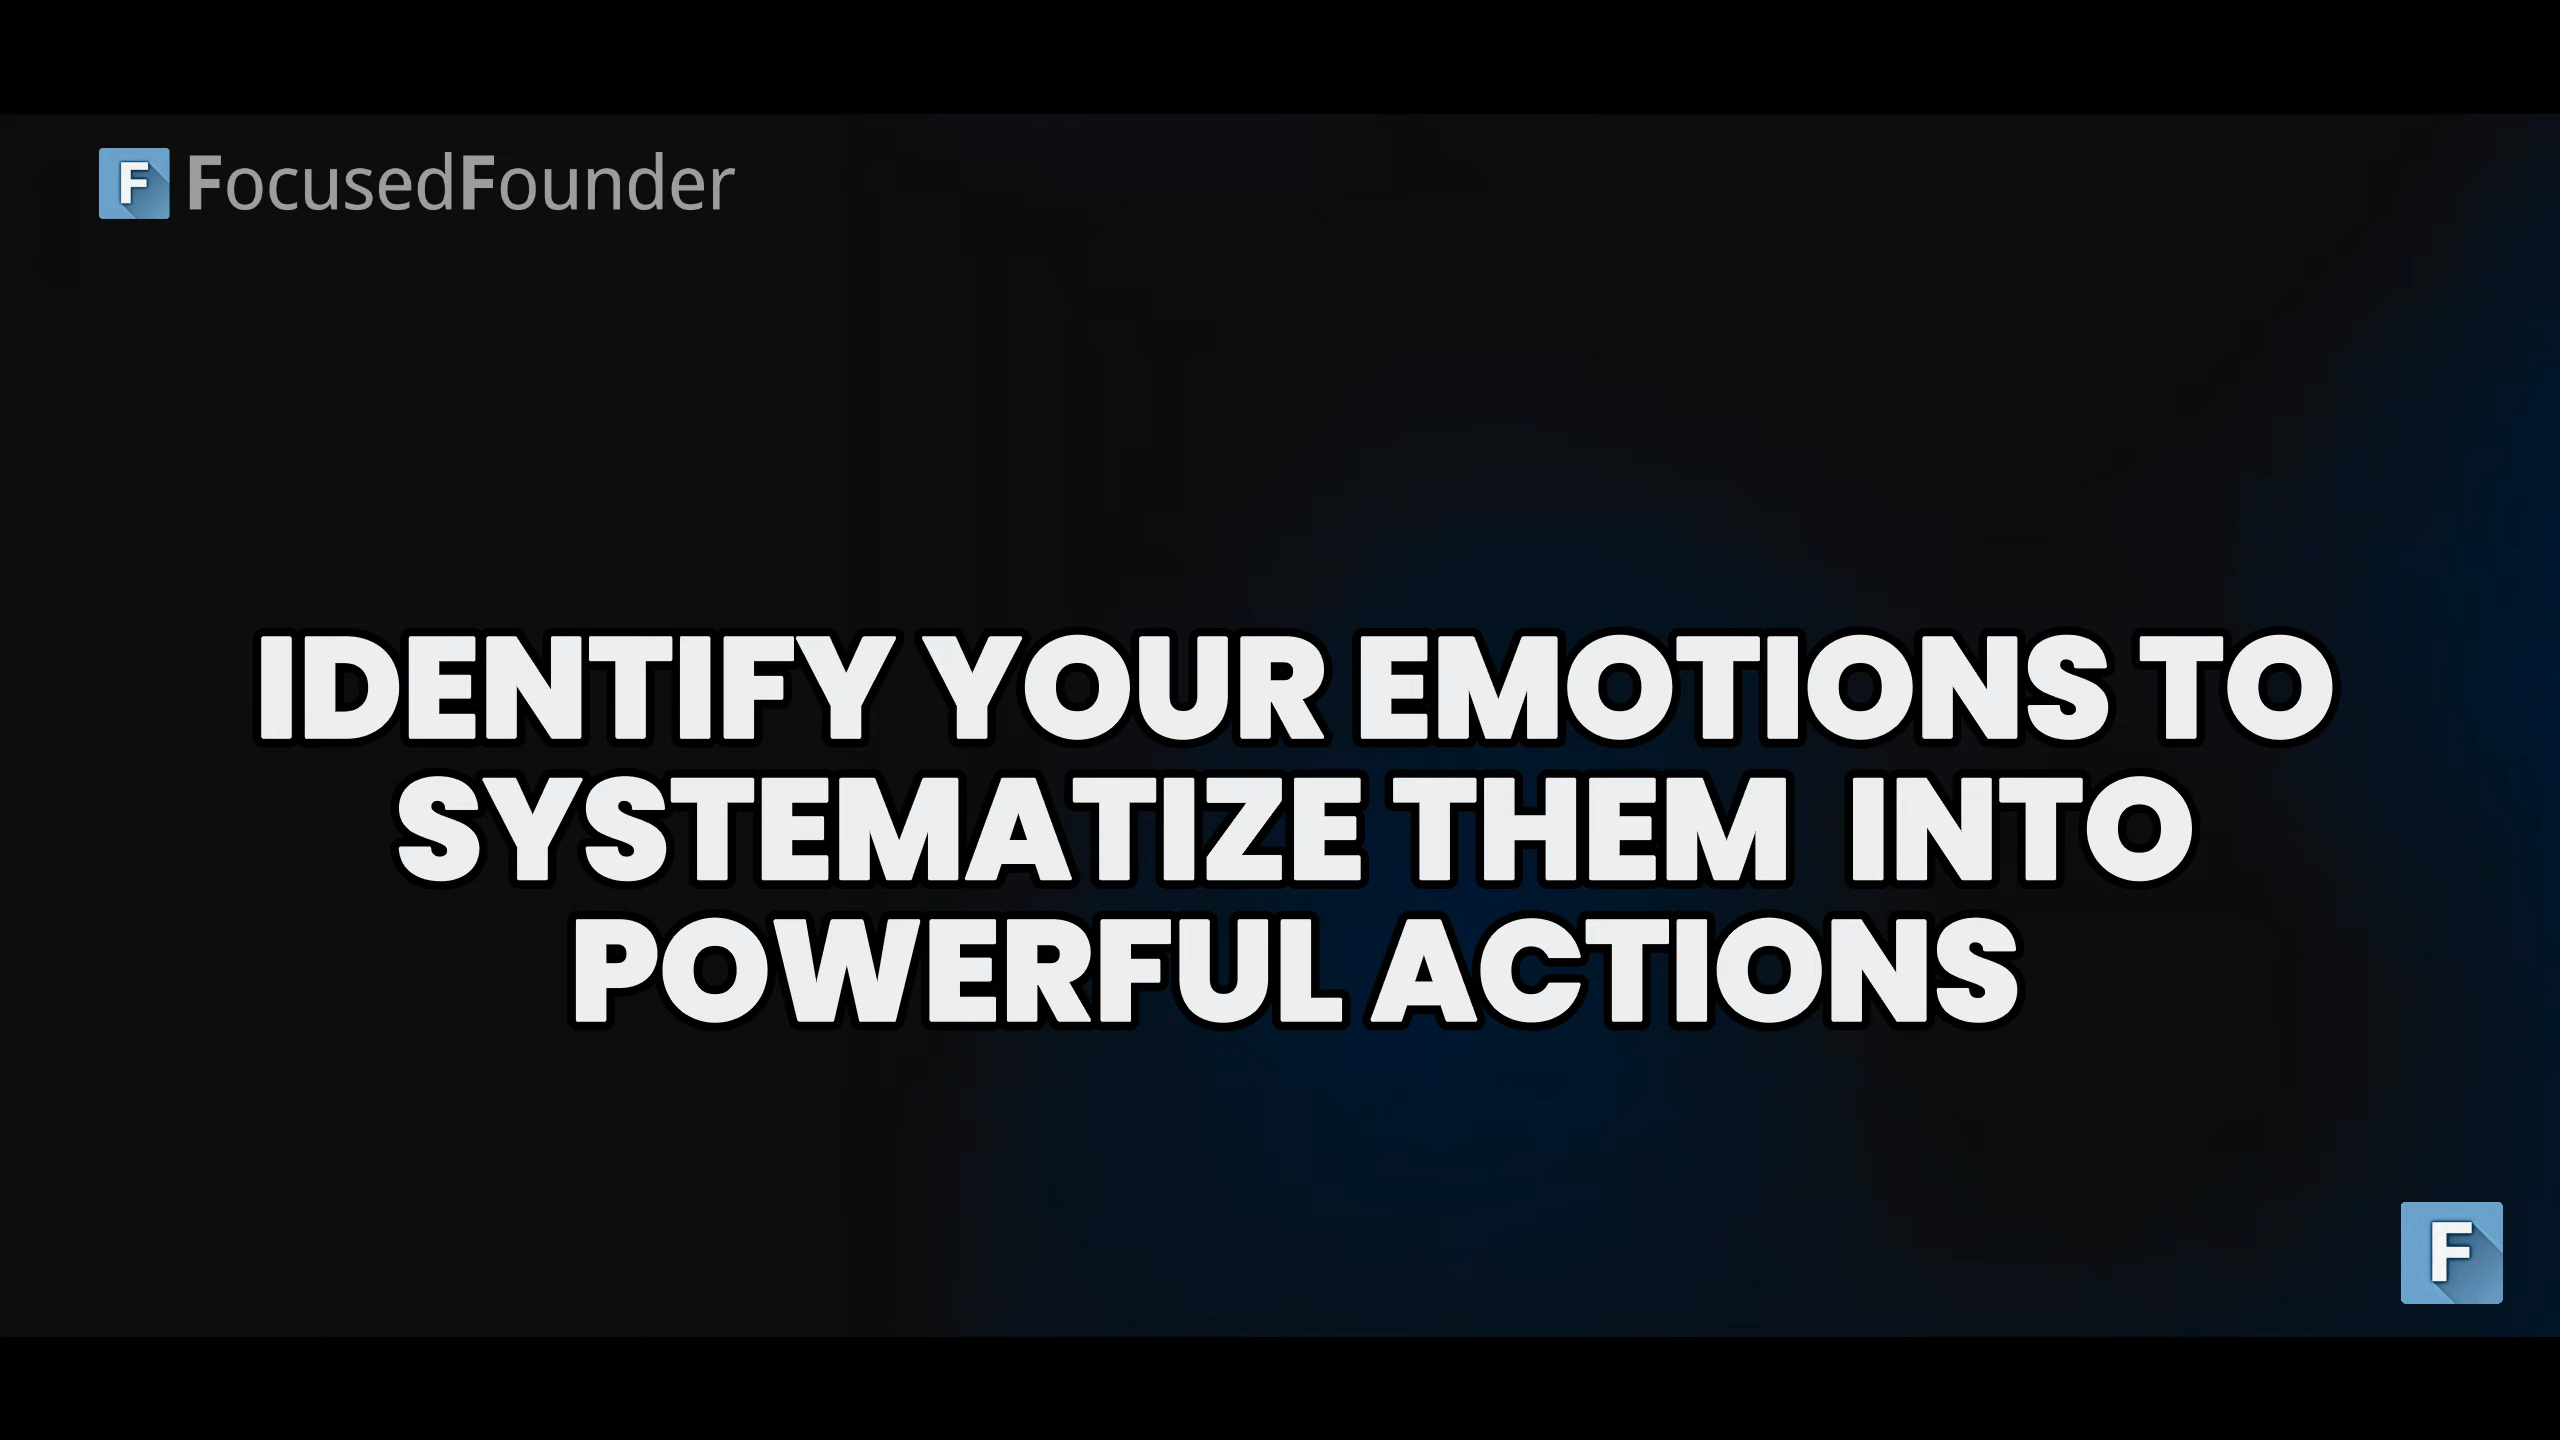 F FocusedFounder
IDENTIFY YOUR EMOTIONS TO
SYSTEMATIZE THEM INTO
POWERFUL ACTIONS
F